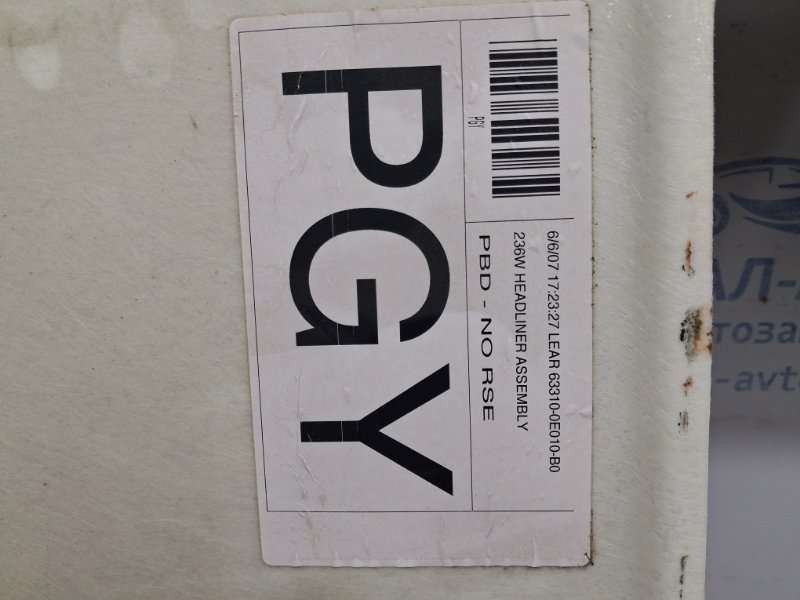 6/6/07 17:23:27 LEAR 63310-0E010-B0
236W HEADLINER ASSEMBLY
PBD - NO RSE
PGY
PGY